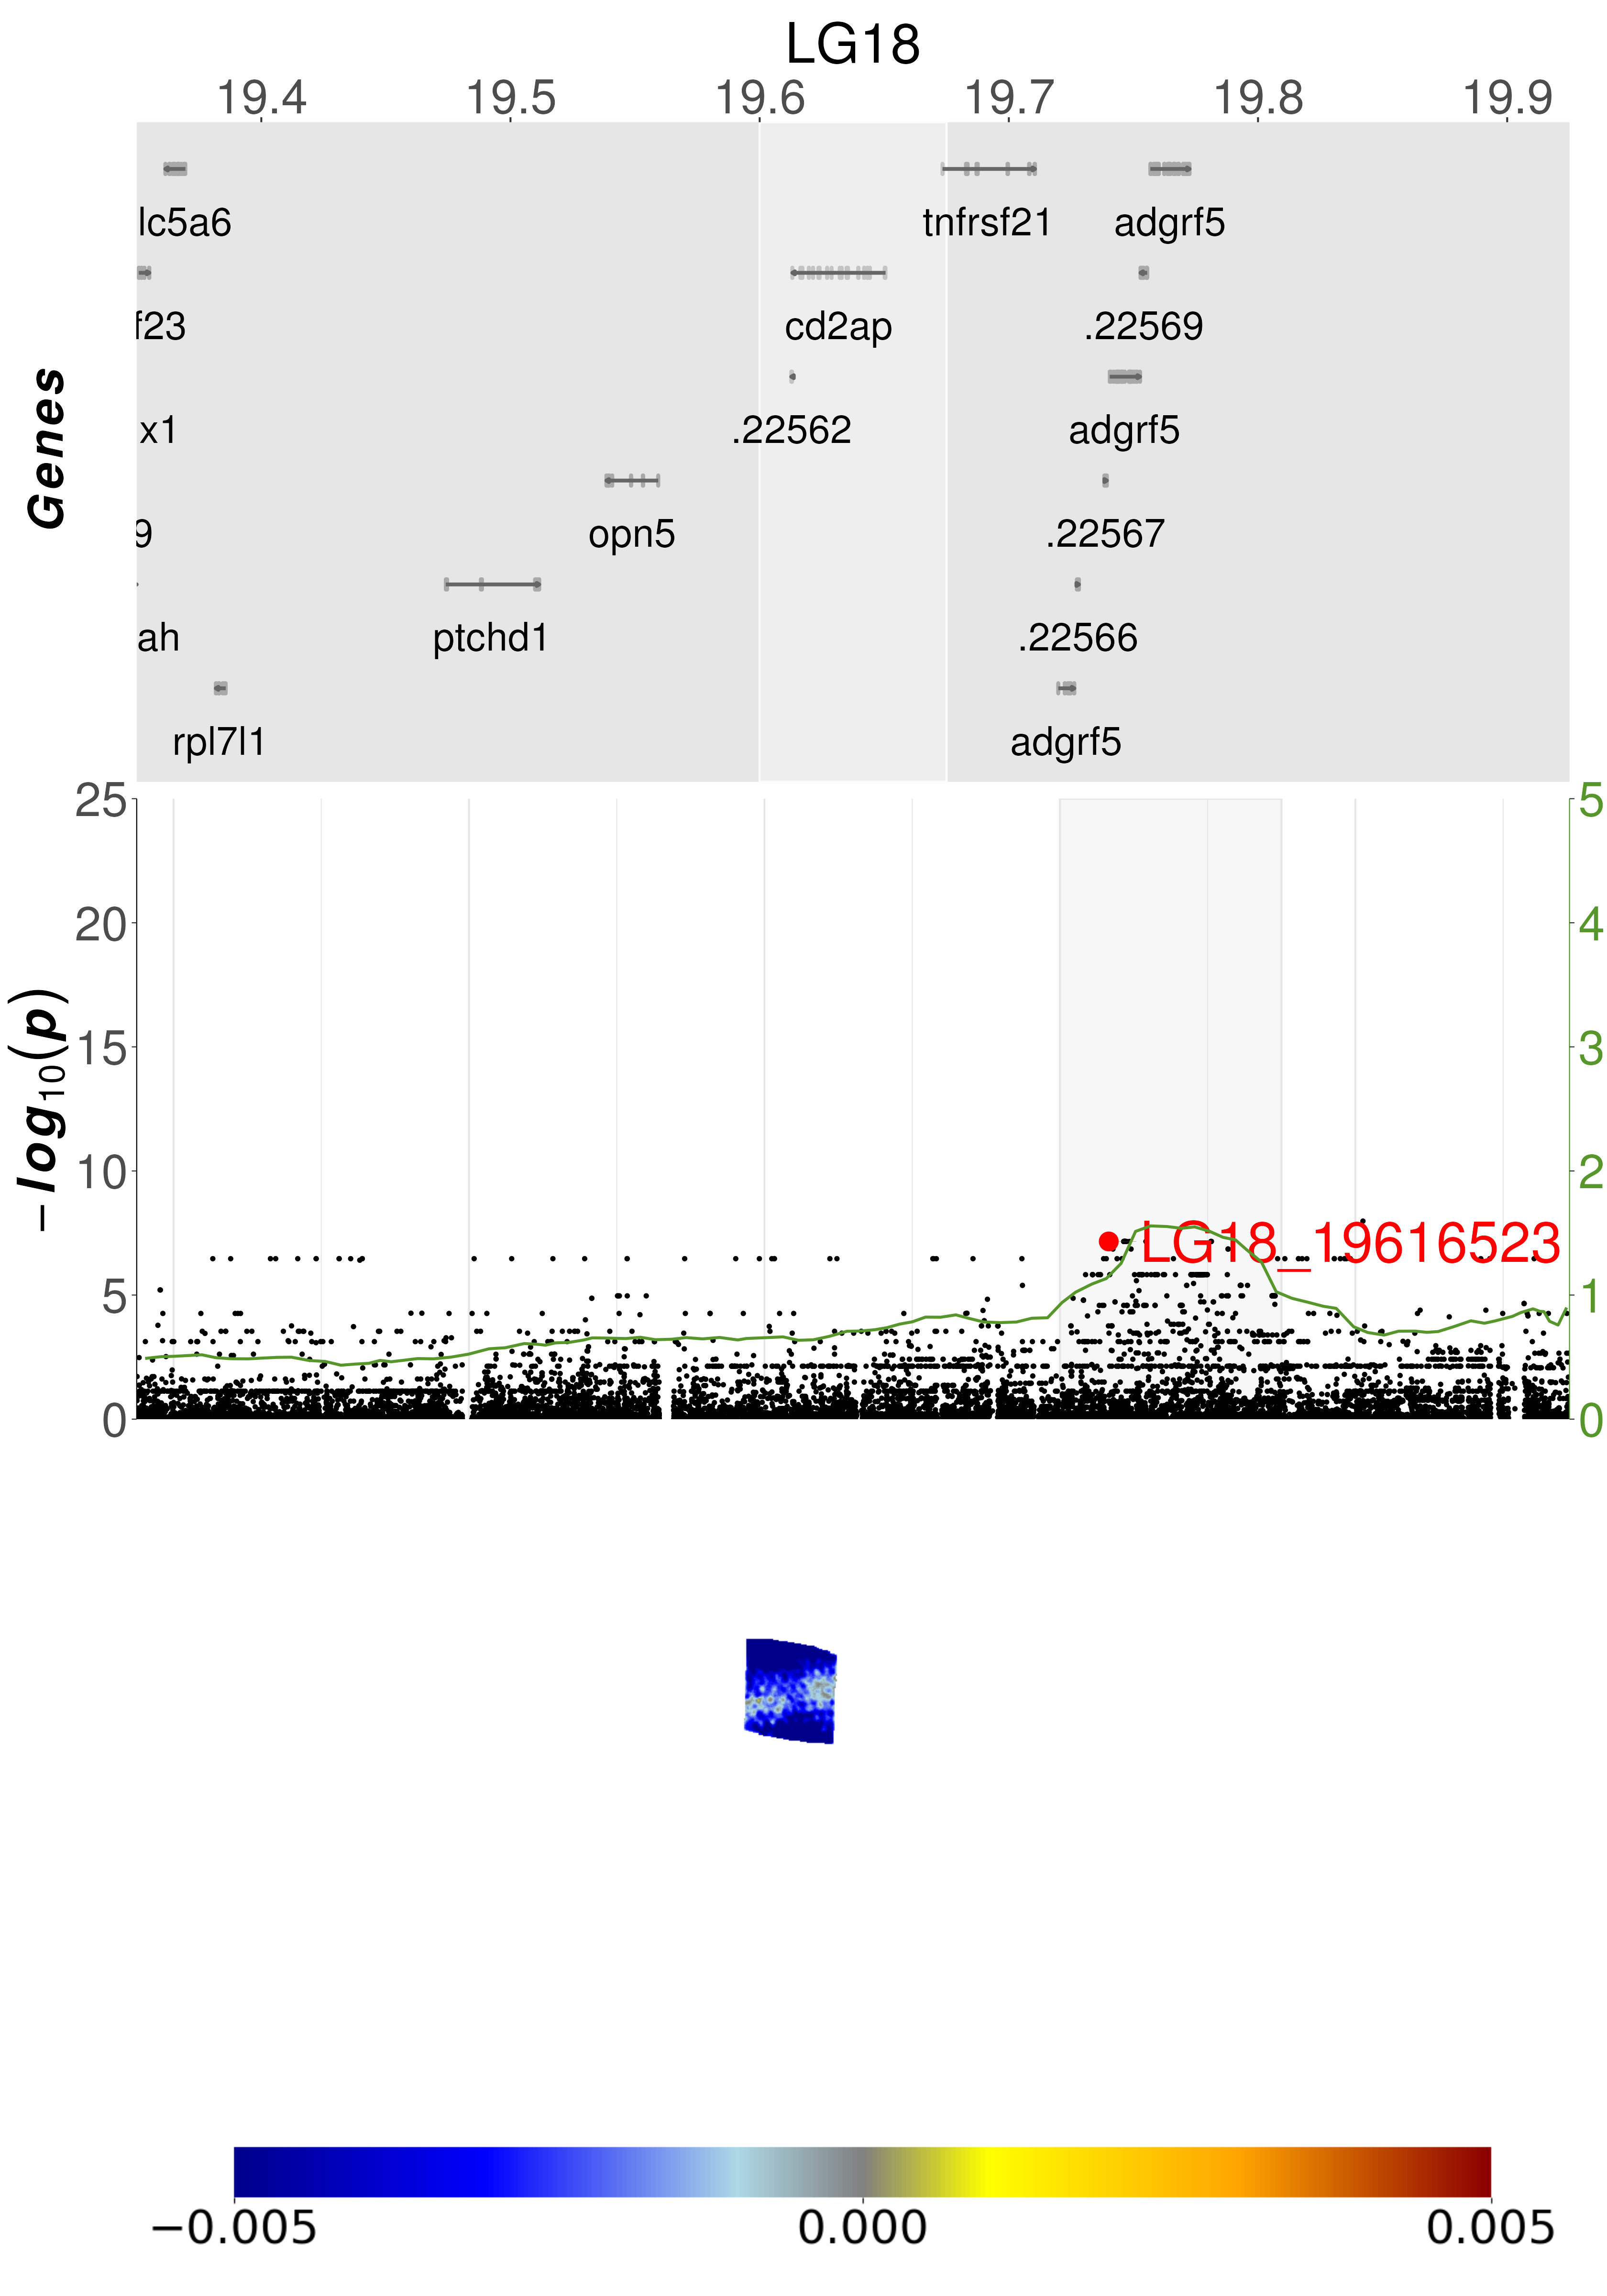 LG18
19.4 19.5 19.6 19.7 19.8 19.9
lc5a6 tnfrsf21 adgrf5
f23 cd2ap .22569
x1 .22562 adgrf5
9 opn5 .22567
ah ptchd1 .22566
rpl7l1 adgrf5
Genes
25 5
20 4
15 3
10 2
5 1
0 0
−log10(p)
LG18_19616523
−0.005 0.000 0.005